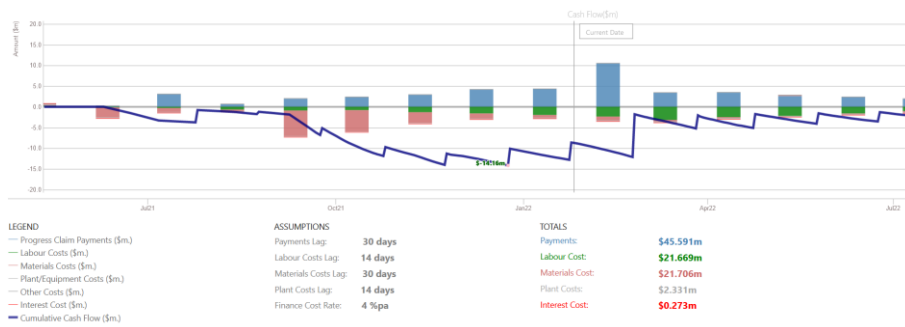 Cash Flow($m)
Current Date
Amount ($m)
20.0
15.0
10.0
5.0
0.0
-5.0
-10.0
-15.0
-20.0
$-14.16m
Jul21
Oct21
Jan22
Apr22
Jul22
LEGEND
Progress Claim Payments ($m.)
Labour Costs ($m.)
Materials Costs ($m.)
Plant/Equipment Costs ($m.)
Other Costs ($m.)
Interest Cost ($m.)
Cumulative Cash Flow ($m.)
ASSUMPTIONS
Payments Lag: 30 days
Labour Costs Lag: 14 days
Materials Costs Lag: 30 days
Plant Costs Lag: 14 days
Finance Cost Rate: 4 %pa
TOTALS
Payments: $45.591m
Labour Cost: $21.669m
Materials Cost: $21.706m
Plant Costs: $2.331m
Interest Cost: $0.273m